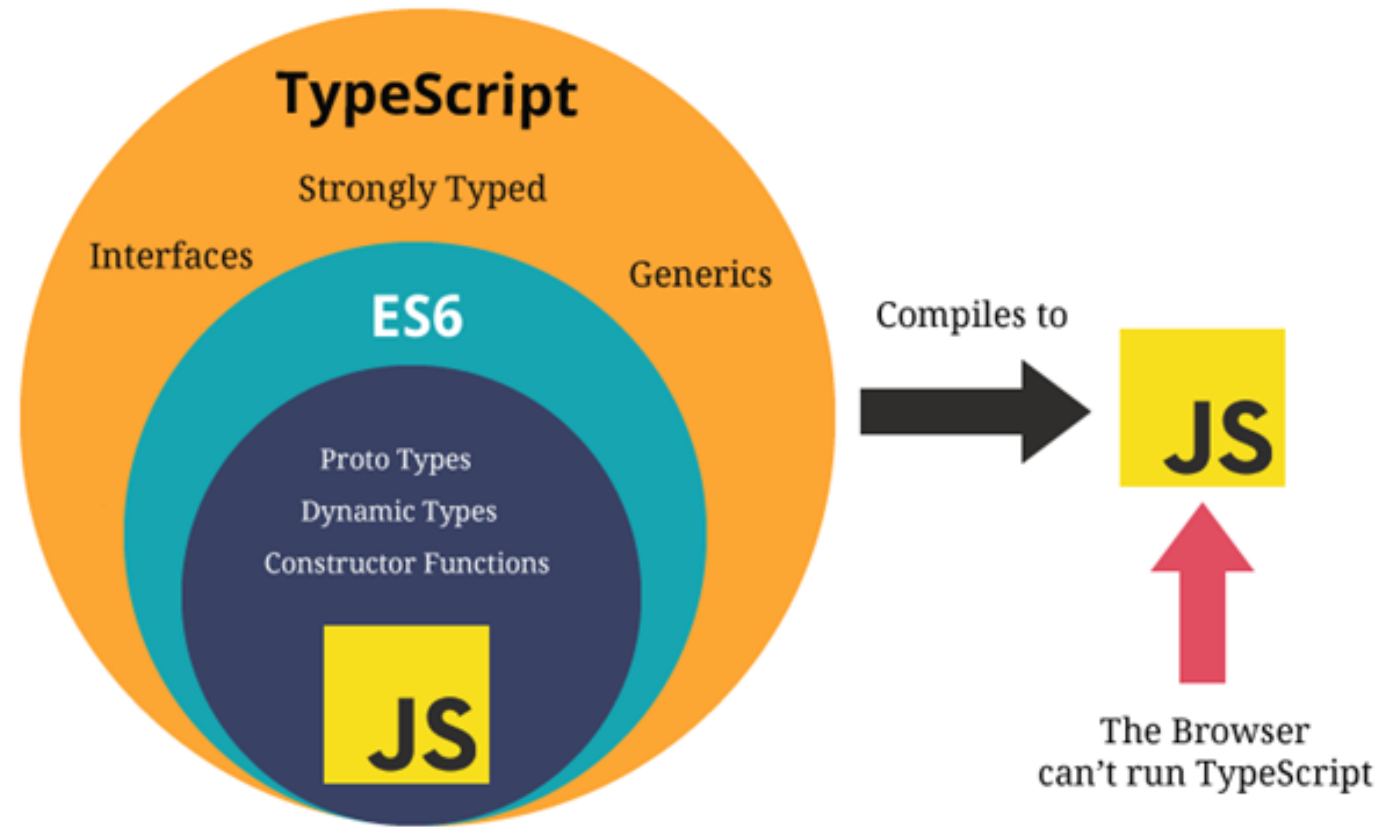 TypeScript
Strongly Typed
Interfaces
Generics
ES6
Proto Types
Dynamic Types
Constructor Functions
JS
Compiles to
JS
The Browser
can't run TypeScript